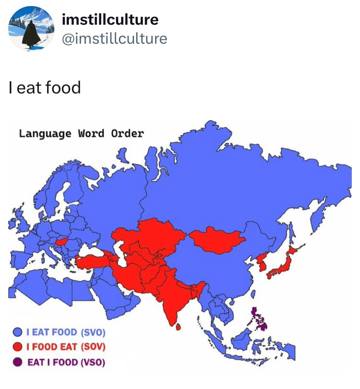 imstillculture
@imstillculture
I eat food
Language Word Order
I EAT FOOD (SVO)
I FOOD EAT (SOV)
EAT I FOOD (VSO)